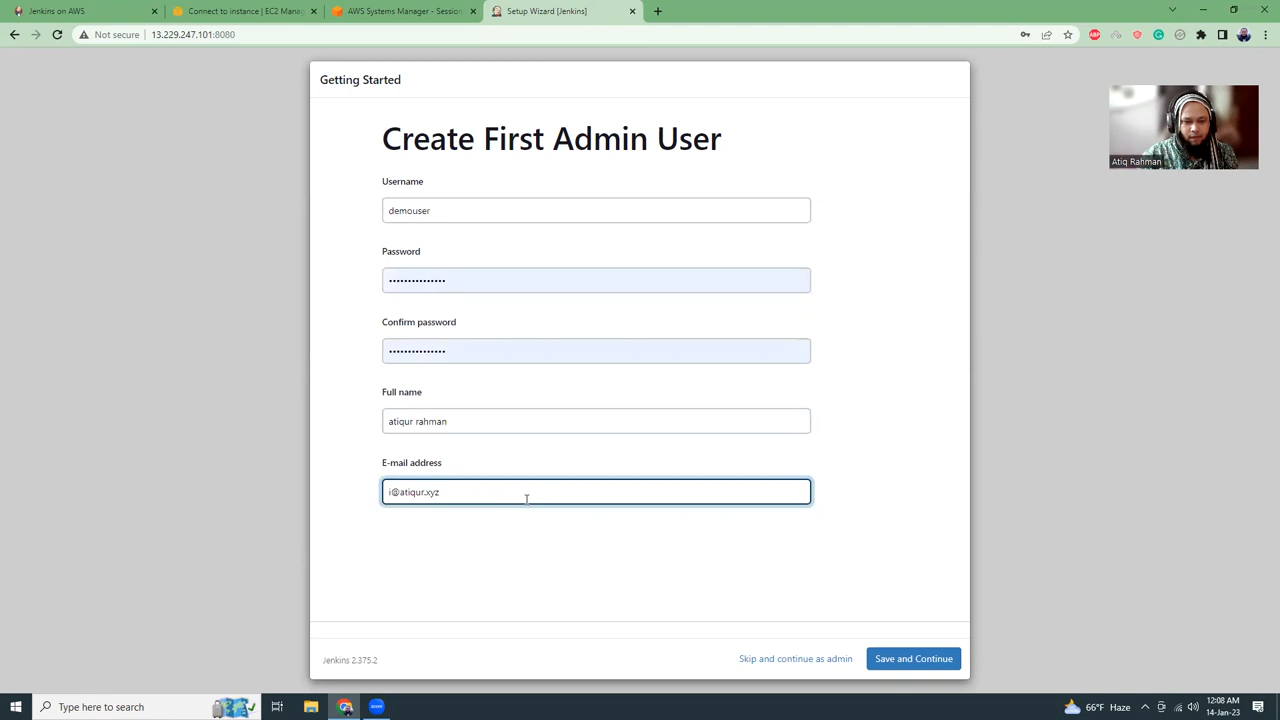 Jenkins on AWS
Connect to instance | EC2 Manag
AWS Systems Manager - Session
Setup Wizard [Jenkins]
Not secure | 13.229.247.101:8080
Getting Started
Create First Admin User
Username
demouser
Password
•••••••••••••••
Confirm password
•••••••••••••••
Full name
atiqur rahman
E-mail address
i@atiqur.xyz
Jenkins 2.375.2
Skip and continue as admin
Save and Continue
Atiq Rahman
Type here to search
66°F Haze
12:08 AM
14-Jan-23